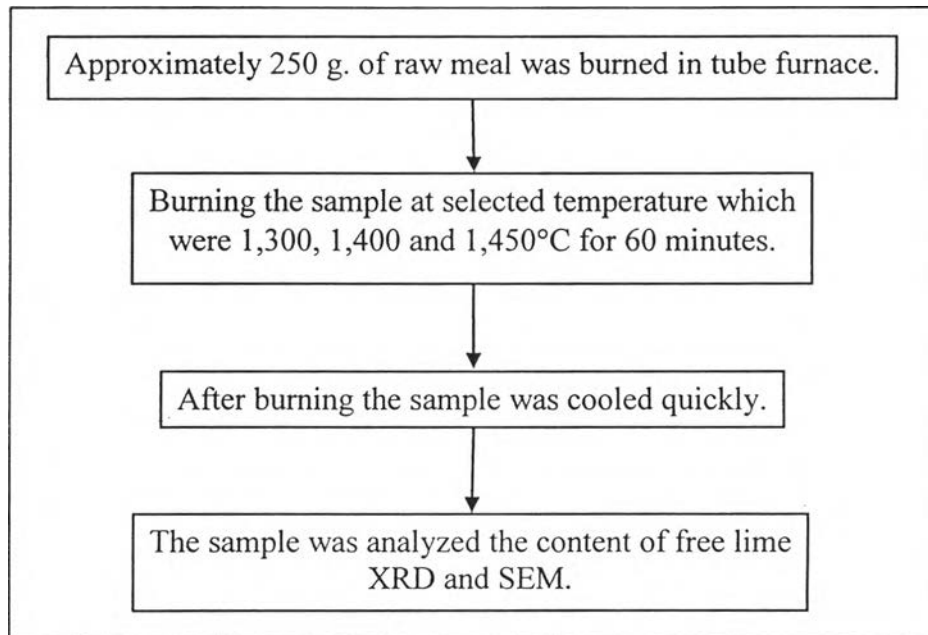 Approximately 250 g. of raw meal was burned in tube furnace.
Burning the sample at selected temperature which
were 1,300, 1,400 and 1,450°C for 60 minutes.
After burning the sample was cooled quickly.
The sample was analyzed the content of free lime
XRD and SEM.